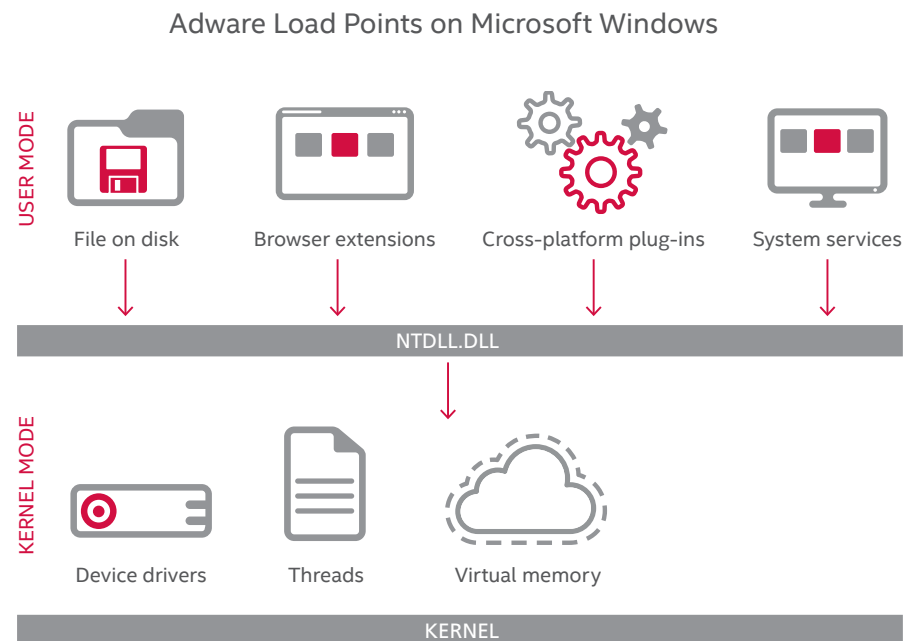 Adware Load Points on Microsoft Windows
USER MODE
File on disk
Browser extensions
Cross-platform plug-ins
System services
NTDLL.DLL
KERNEL MODE
Device drivers
Threads
Virtual memory
KERNEL